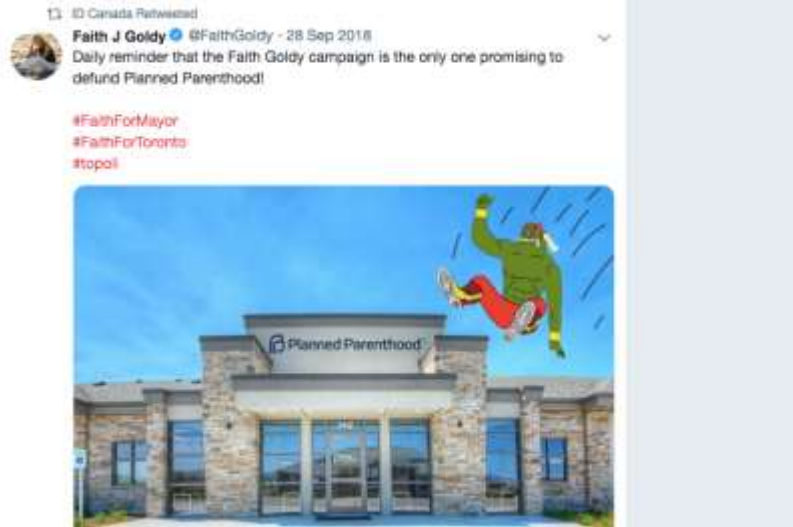 ID Canada Retweeted
Faith J Goldy @FaithGoldy · 28 Sep 2018
Daily reminder that the Faith Goldy campaign is the only one promising to
defund Planned Parenthood!
#FaithForMayor
#FaithForToronto
#topoli
Planned Parenthood